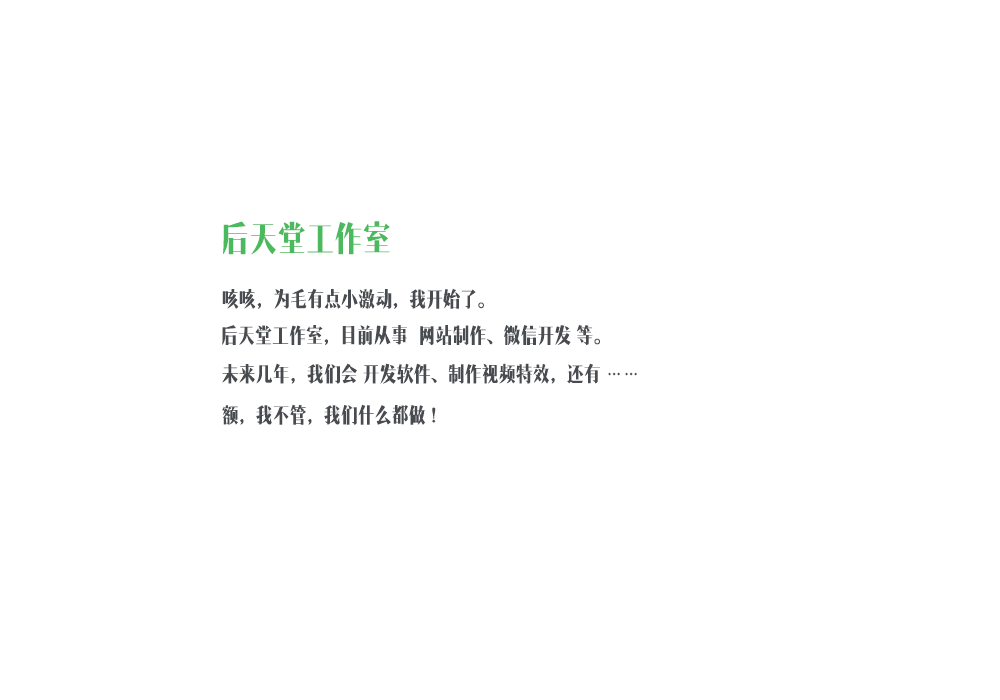 后天堂工作室
咳咳，为毛有点小激动，我开始了。
后天堂工作室，目前从事 网站制作、微信开发 等。
未来几年，我们会 开发软件、制作视频特效，还有 ……
额，我不管，我们什么都做！